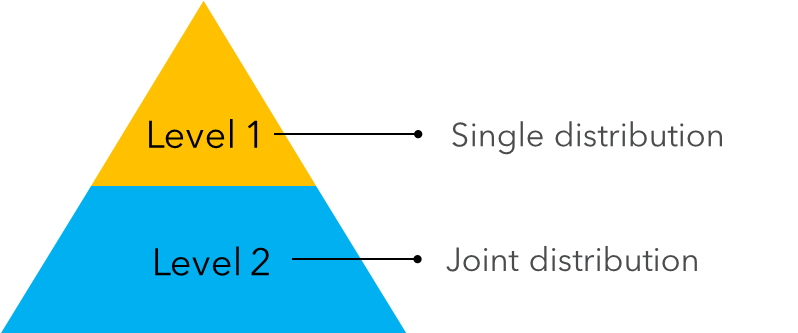 Level 1
Single distribution
Level 2
Joint distribution